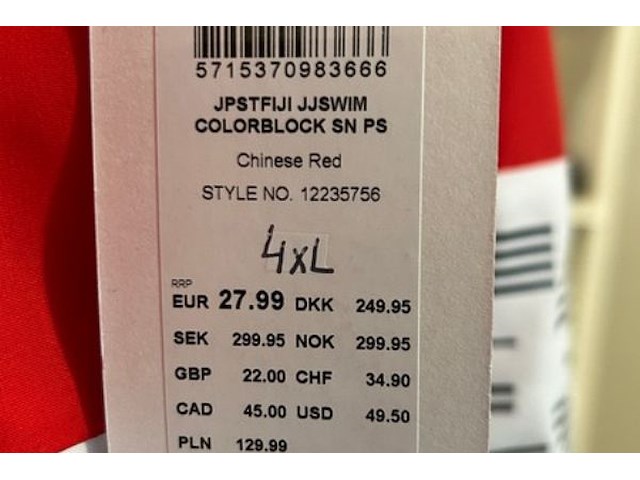 5715370983666
JPSTFIJI JJSWIM
COLORBLOCK SN PS
Chinese Red
STYLE NO. 12235756
4XL
RRP
EUR 27.99 DKK 249.95
SEK 299.95 NOK 299.95
GBP 22.00 CHF 34.90
CAD 45.00 USD 49.50
PLN 129.99